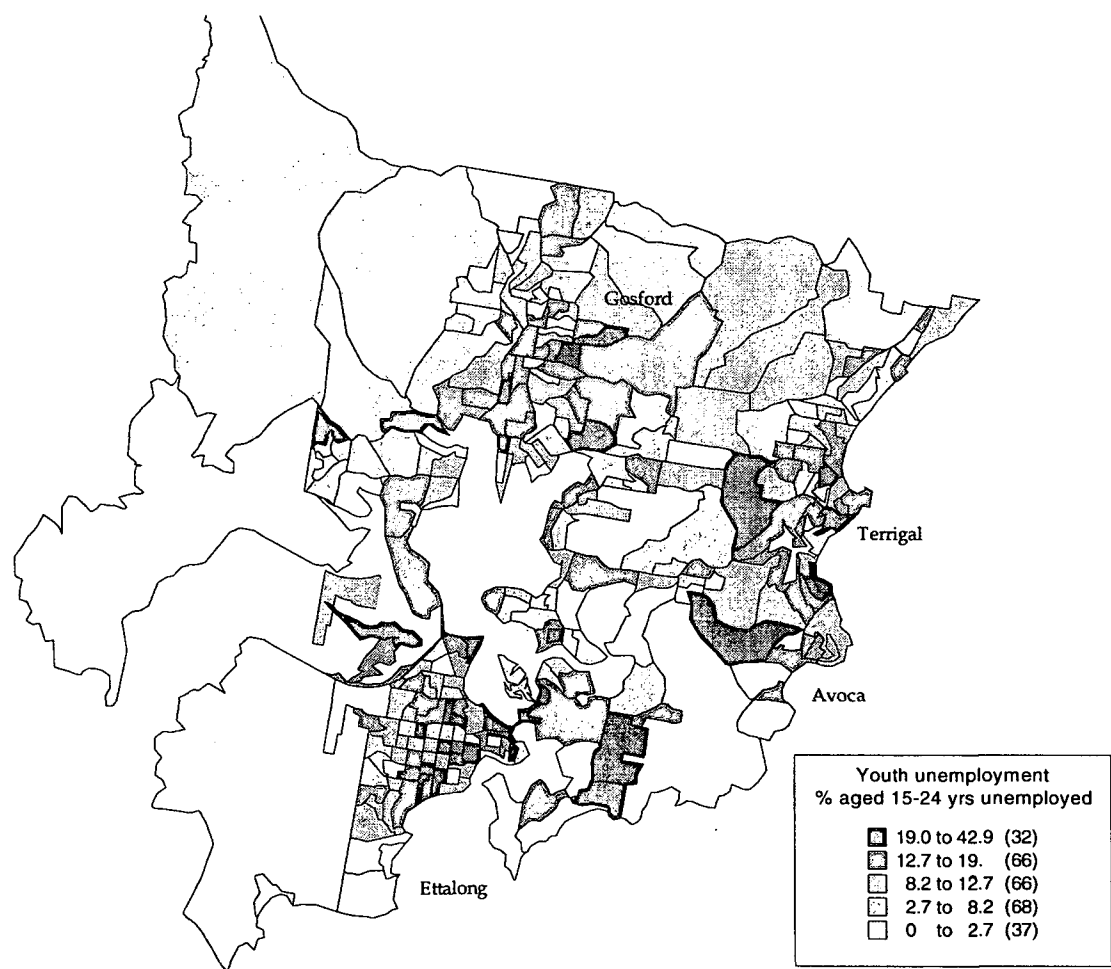 Gosford
Terrigal
Avoca
Ettalong
Youth unemployment
% aged 15-24 yrs unemployed
19.0 to 42.9 (32)
12.7 to 19. (66)
8.2 to 12.7 (66)
2.7 to 8.2 (68)
0 to 2.7 (37)